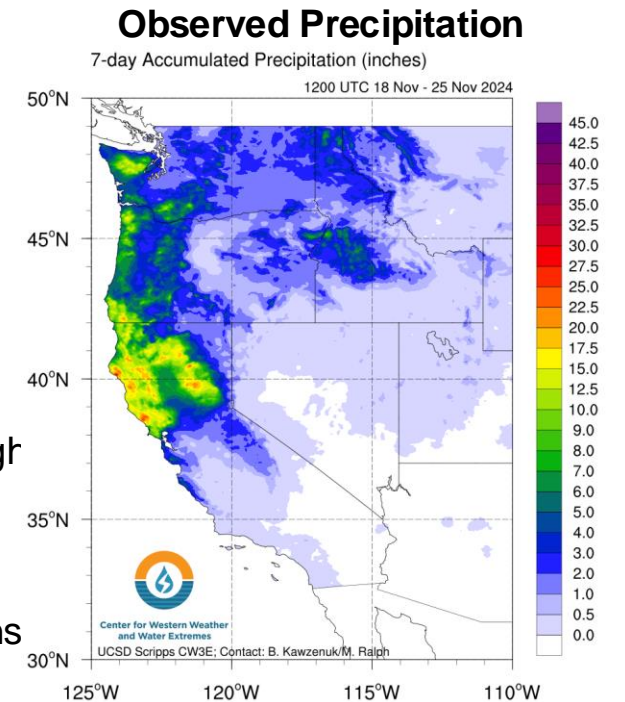 Observed Precipitation
7-day Accumulated Precipitation (inches)
1200 UTC 18 Nov - 25 Nov 2024
50°N
45°N
40°N
35°N
30°N
125°W
120°W
115°W
110°W
45.0
42.5
40.0
37.5
35.0
32.5
30.0
27.5
25.0
22.5
20.0
17.5
15.0
12.5
10.0
9.0
8.0
7.0
6.0
5.0
4.0
3.0
2.0
1.0
0.5
0.0
Center for Western Weather
and Water Extremes
UCSD Scripps CW3E; Contact: B. Kawzenuk/M. Ralph